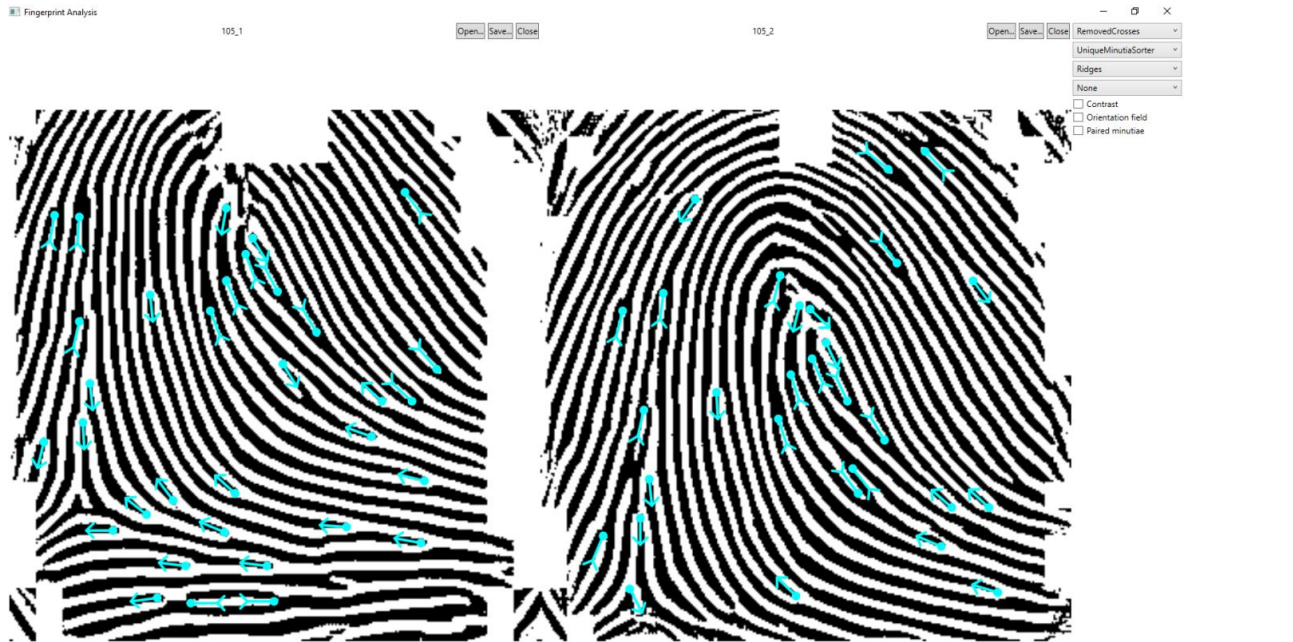 Fingerprint Analysis
105_1 Open... Save... Close 105_2 Open... Save... Close RemovedCrosses
UniqueMinutiaSorter
Ridges
None
Contrast
Orientation field
Paired minutiae